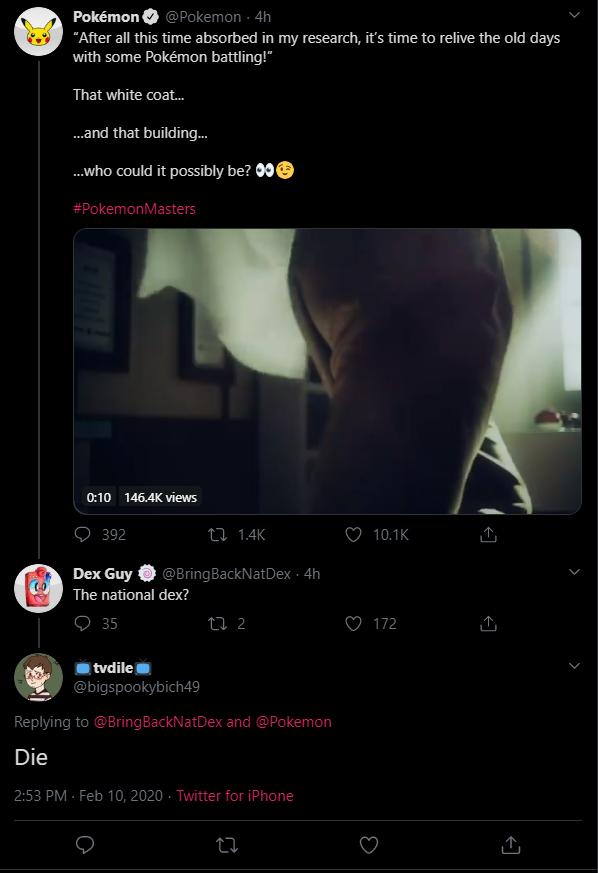 Pokémon @Pokemon · 4h
“After all this time absorbed in my research, it’s time to relive the old days
with some Pokémon battling!”
That white coat...
...and that building...
...who could it possibly be? 👀😉
#PokemonMasters
0:10 146.4K views
392 1.4K 10.1K
Dex Guy 🍥 @BringBackNatDex · 4h
The national dex?
35 2 172
📺tvdile📺
@bigspookybich49
Replying to @BringBackNatDex and @Pokemon
Die
2:53 PM · Feb 10, 2020 · Twitter for iPhone